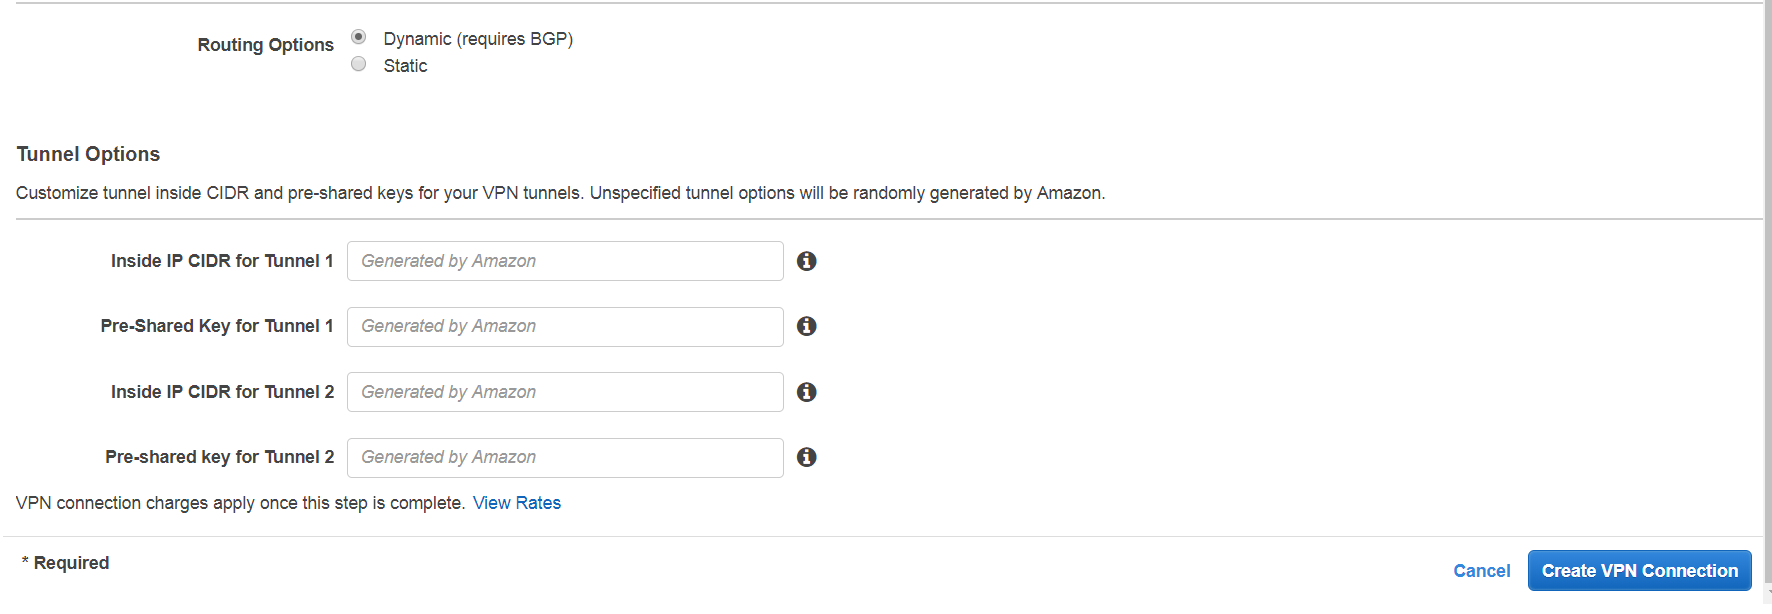 Routing Options
Dynamic (requires BGP)
Static
Tunnel Options
Customize tunnel inside CIDR and pre-shared keys for your VPN tunnels. Unspecified tunnel options will be randomly generated by Amazon.
Inside IP CIDR for Tunnel 1 Generated by Amazon
Pre-Shared Key for Tunnel 1 Generated by Amazon
Inside IP CIDR for Tunnel 2 Generated by Amazon
Pre-shared key for Tunnel 2 Generated by Amazon
VPN connection charges apply once this step is complete. View Rates
* Required
Cancel Create VPN Connection